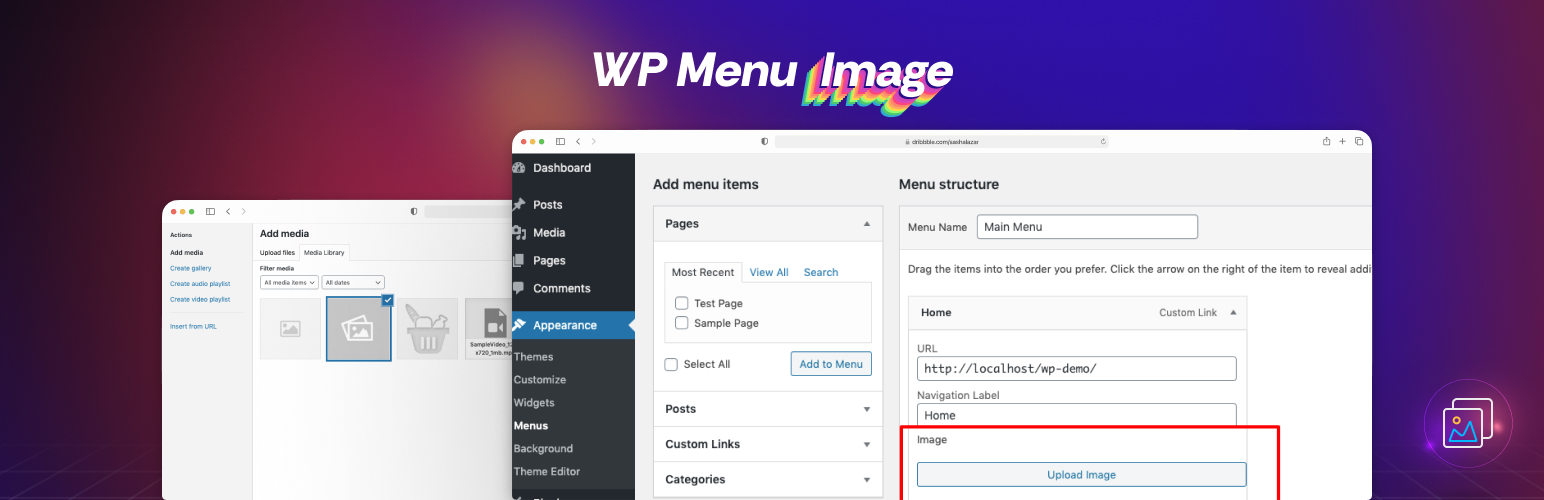 WP Menu Image
dribbble.com/sashalazar
Dashboard
Posts
Media
Pages
Comments
Appearance
Themes
Customize
Widgets
Menus
Background
Theme Editor
Add menu items
Pages
Most Recent
View All
Search
Test Page
Sample Page
Select All
Add to Menu
Posts
Custom Links
Categories
Menu structure
Menu Name
Main Menu
Drag the items into the order you prefer. Click the arrow on the right of the item to reveal addi
Home
Custom Link
URL
http://localhost/wp-demo/
Navigation Label
Home
Image
Upload Image
Actions
Add media
Create gallery
Create audio playlist
Create video playlist
Insert from URL
Add media
Upload files
Media Library
Filter media
All media items
All dates
SampleVideo_12
x720_1mb.mp